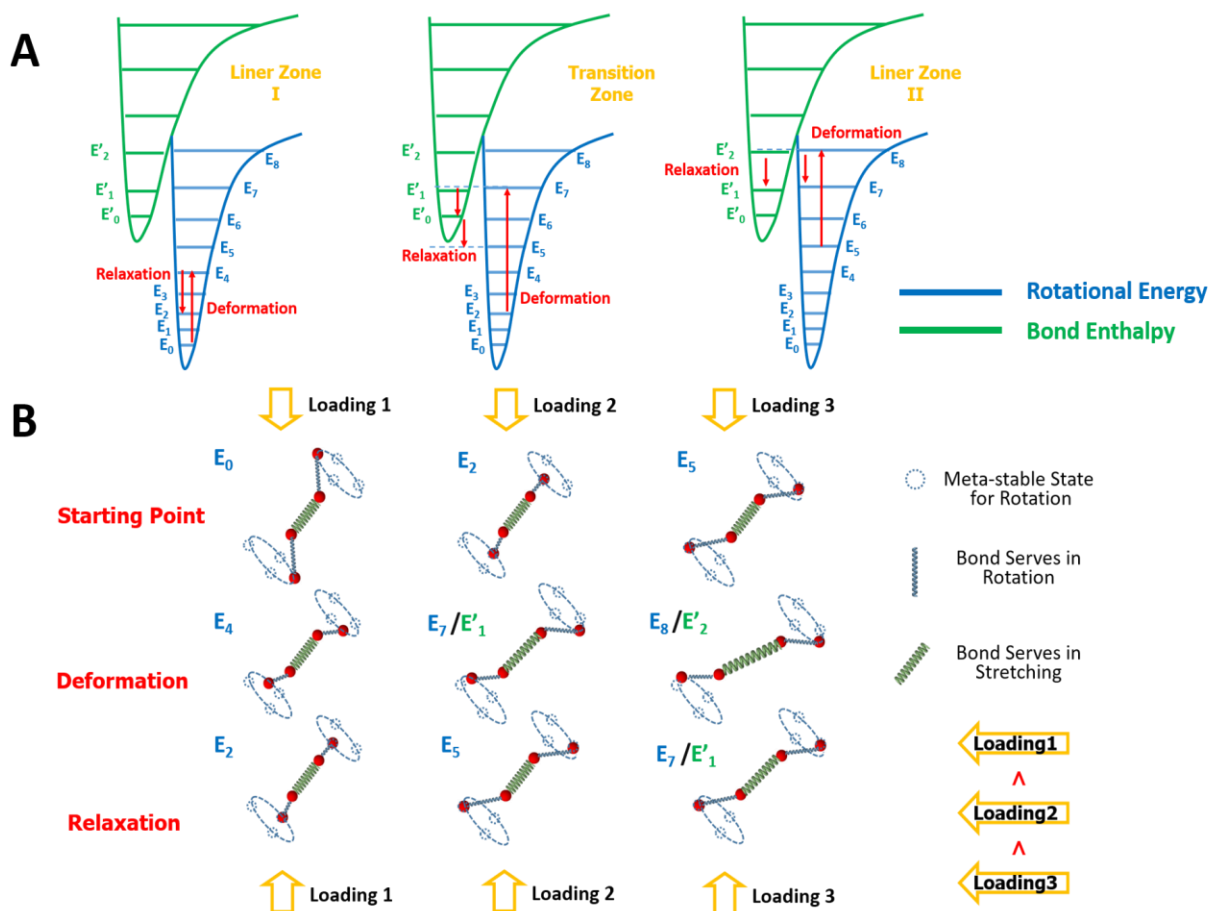 A
Liner Zone
I
E'2
E'1
E'0
E8
E7
E6
E5
E4
E3
E2
E1
E0
Relaxation
Deformation
Transition
Zone
E'2
E'1
E'0
E8
E7
E6
E5
E4
E3
E2
E1
E0
Relaxation
Deformation
Liner Zone
II
Deformation
E'2
E'1
E'0
Relaxation
E8
E7
E6
E5
E4
E3
E2
E1
E0
Rotational Energy
Bond Enthalpy
B
Loading 1
Loading 2
Loading 3
Starting Point
E0
E2
E5
Deformation
E4
E7/E'1
E8/E'2
Relaxation
E2
E5
E7/E'1
Loading 1
Loading 2
Loading 3
Meta-stable State
for Rotation
Bond Serves in
Rotation
Bond Serves in
Stretching
Loading1
^
Loading2
^
Loading3